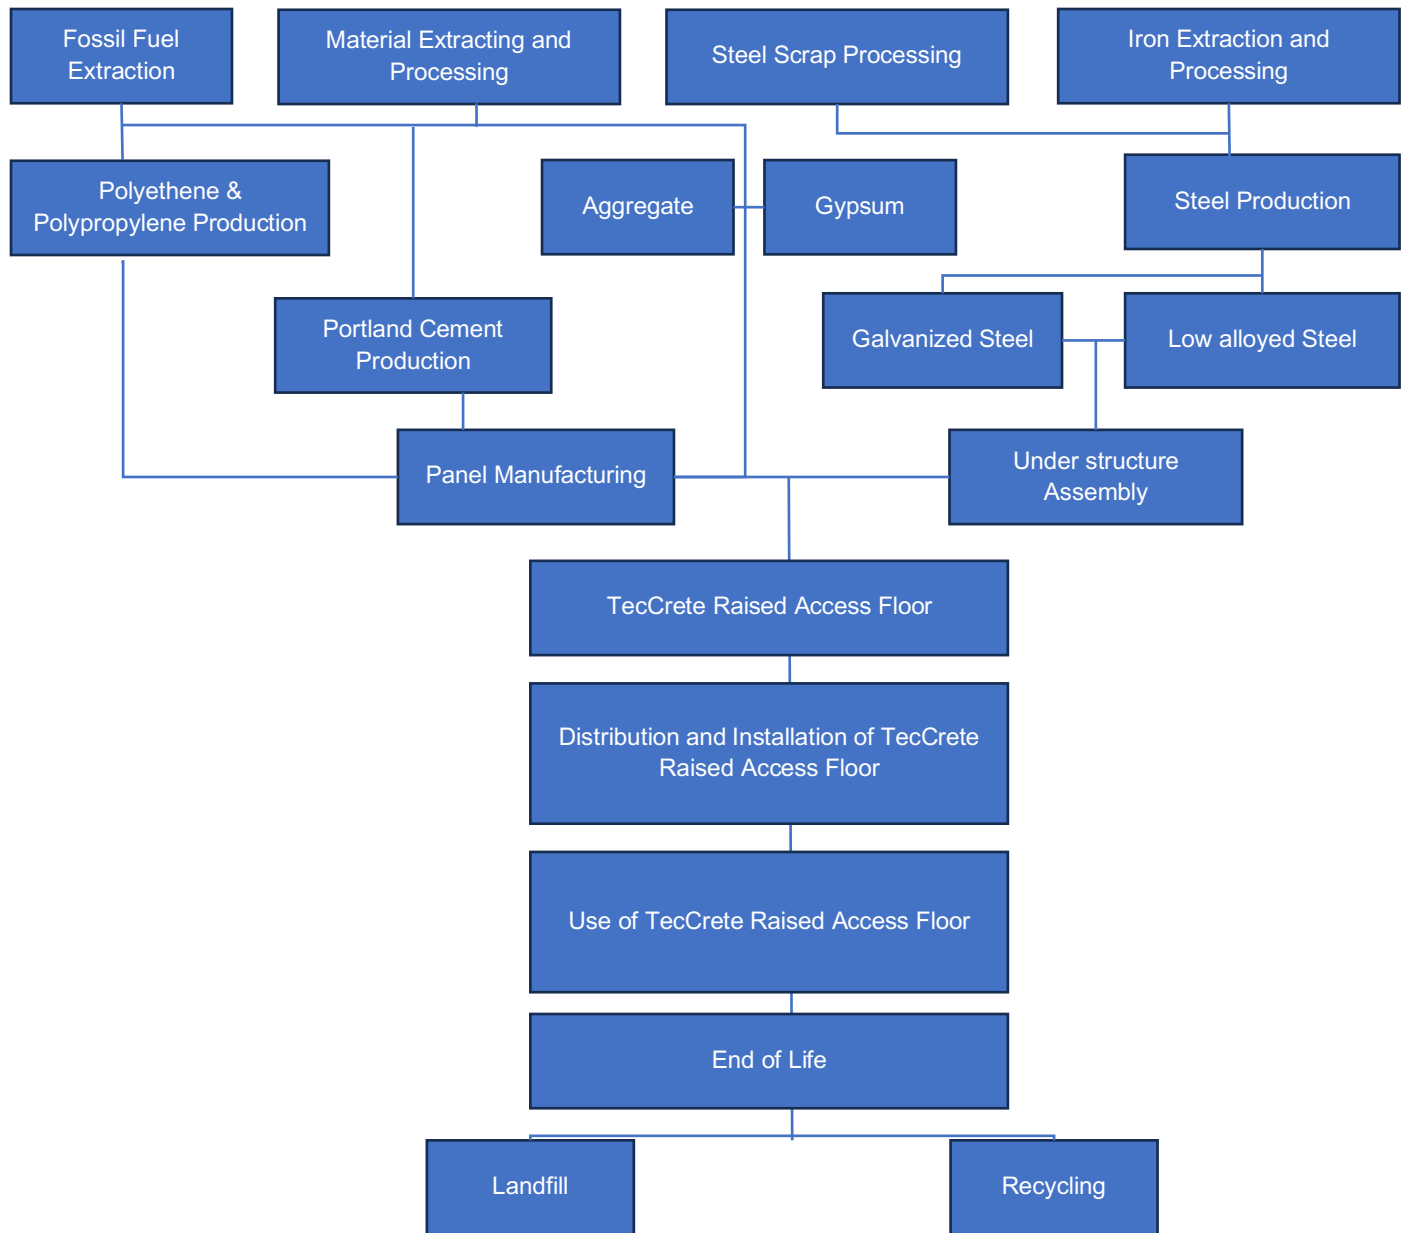 Fossil Fuel
Extraction
Material Extracting and
Processing
Steel Scrap Processing
Iron Extraction and
Processing
Polyethene &
Polypropylene Production
Aggregate
Gypsum
Steel Production
Portland Cement
Production
Galvanized Steel
Low alloyed Steel
Panel Manufacturing
Under structure
Assembly
TecCrete Raised Access Floor
Distribution and Installation of TecCrete
Raised Access Floor
Use of TecCrete Raised Access Floor
End of Life
Landfill
Recycling